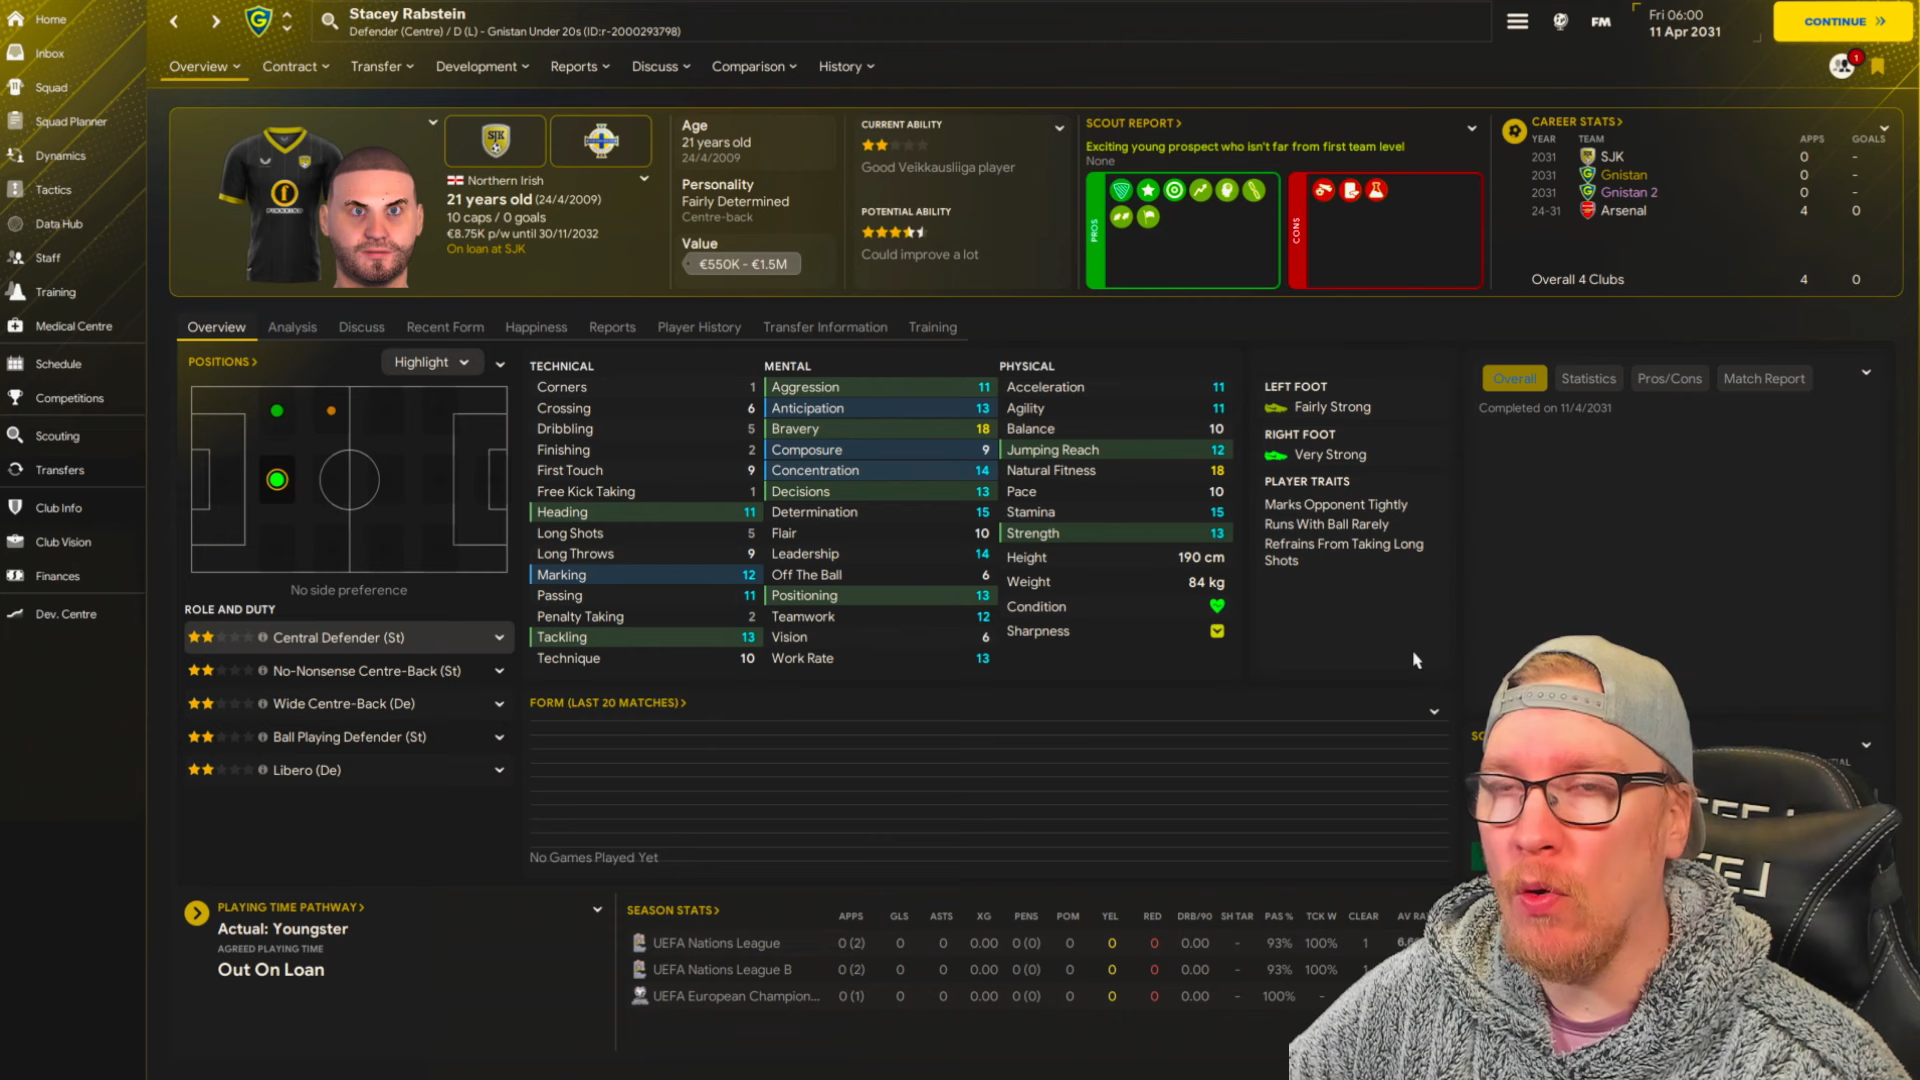 Home
Inbox
Squad
Squad Planner
Dynamics
Tactics
Data Hub
Staff
Training
Medical Centre
Schedule
Competitions
Scouting
Transfers
Club Info
Club Vision
Finances
Dev. Centre
Stacey Rabstein
Defender (Centre) / D (L) - Gnistan Under 20s (ID:r-2000293798)
FM
Fri 06:00
11 Apr 2031
CONTINUE
Overview
Contract
Transfer
Development
Reports
Discuss
Comparison
History
1
SJK
Northern Irish
21 years old (24/4/2009)
10 caps / 0 goals
€8.75K p/w until 30/11/2032
On loan at SJK
Age
21 years old
24/4/2009
Personality
Fairly Determined
Centre-back
Value
€550K - €1.5M
CURRENT ABILITY
Good Veikkausliiga player
POTENTIAL ABILITY
Could improve a lot
SCOUT REPORT>
Exciting young prospect who isn't far from first team level
None
PROS
CONS
CAREER STATS>
YEAR TEAM APPS GOALS
2031 SJK 0 -
2031 Gnistan 0 -
2031 Gnistan 2 0 -
24-31 Arsenal 4 0
Overall 4 Clubs 4 0
Overview
Analysis
Discuss
Recent Form
Happiness
Reports
Player History
Transfer Information
Training
POSITIONS>
Highlight
No side preference
ROLE AND DUTY
Central Defender (St)
No-Nonsense Centre-Back (St)
Wide Centre-Back (De)
Ball Playing Defender (St)
Libero (De)
TECHNICAL
Corners 1
Crossing 6
Dribbling 5
Finishing 2
First Touch 9
Free Kick Taking 1
Heading 11
Long Shots 5
Long Throws 9
Marking 12
Passing 11
Penalty Taking 2
Tackling 13
Technique 10
MENTAL
Aggression 11
Anticipation 13
Bravery 18
Composure 9
Concentration 14
Decisions 13
Determination 15
Flair 10
Leadership 14
Off The Ball 6
Positioning 13
Teamwork 12
Vision 6
Work Rate 13
PHYSICAL
Acceleration 11
Agility 11
Balance 10
Jumping Reach 12
Natural Fitness 18
Pace 10
Stamina 15
Strength 13
Height 190 cm
Weight 84 kg
Condition
Sharpness
LEFT FOOT
Fairly Strong
RIGHT FOOT
Very Strong
PLAYER TRAITS
Marks Opponent Tightly
Runs With Ball Rarely
Refrains From Taking Long
Shots
Overall
Statistics
Pros/Cons
Match Report
Completed on 11/4/2031
FORM (LAST 20 MATCHES)>
No Games Played Yet
PLAYING TIME PATHWAY>
Actual: Youngster
AGREED PLAYING TIME
Out On Loan
SEASON STATS>
APPS GLS ASTS XG PENS POM YEL RED DRB/90 SH TAR PAS % TCK W CLEAR
UEFA Nations League 0 (2) 0 0 0.00 0 (0) 0 0 0 0.00 - 93% 100% 1
UEFA Nations League B 0 (2) 0 0 0.00 0 (0) 0 0 0 0.00 - 93% 100%
UEFA European Champion... 0 (1) 0 0 0.00 0 (0) 0 0 0 0.00 - 100% -